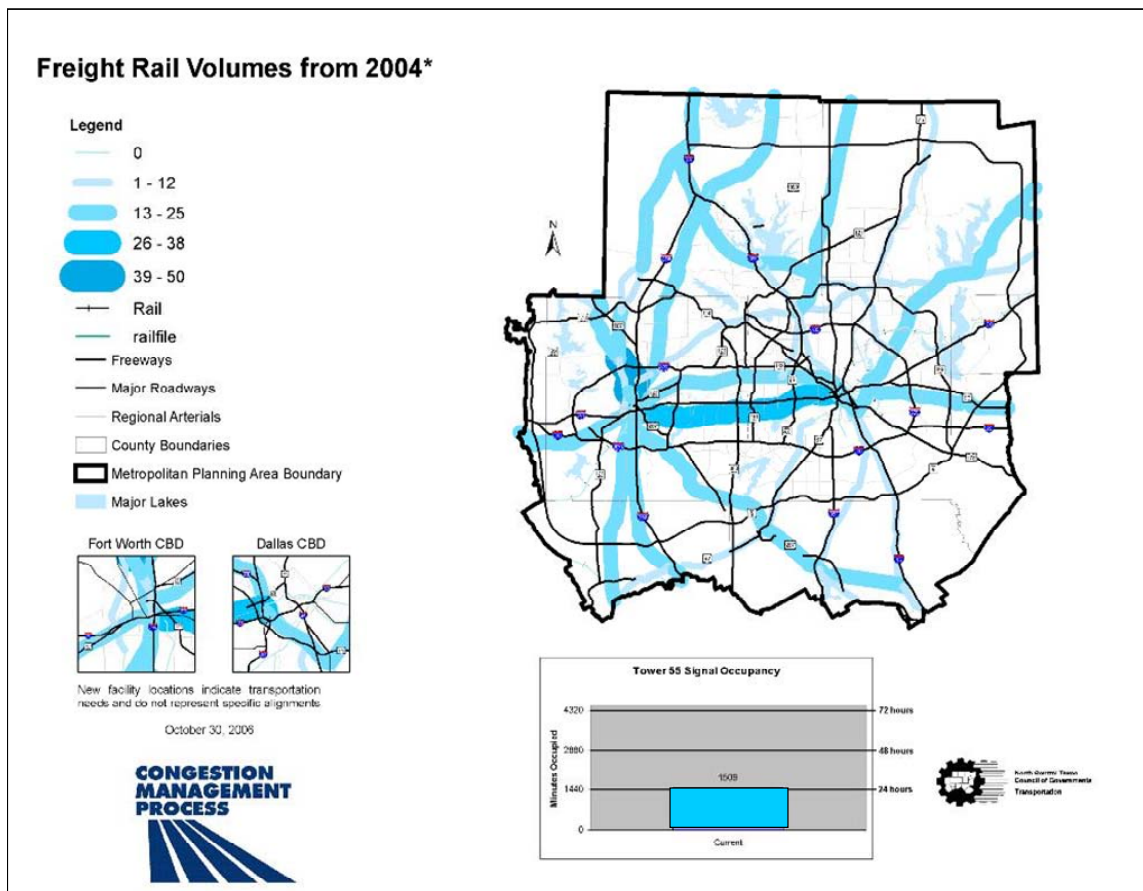 Freight Rail Volumes from 2004*
Legend
0
1 - 12
13 - 25
26 - 38
39 - 50
Rail
railfile
Freeways
Major Roadways
Regional Arterials
County Boundaries
Metropolitan Planning Area Boundary
Major Lakes
N
Fort Worth CBD
Dallas CBD
New facility locations indicate transportation
needs and do not represent specific alignments
October 30, 2006
CONGESTION
MANAGEMENT
PROCESS
Tower 55 Signal Occupancy
Minutes Occupied
4320
72 hours
2880
48 hours
1509
1440
24 hours
0
Current
North Central Texas
Council of Governments
Transportation